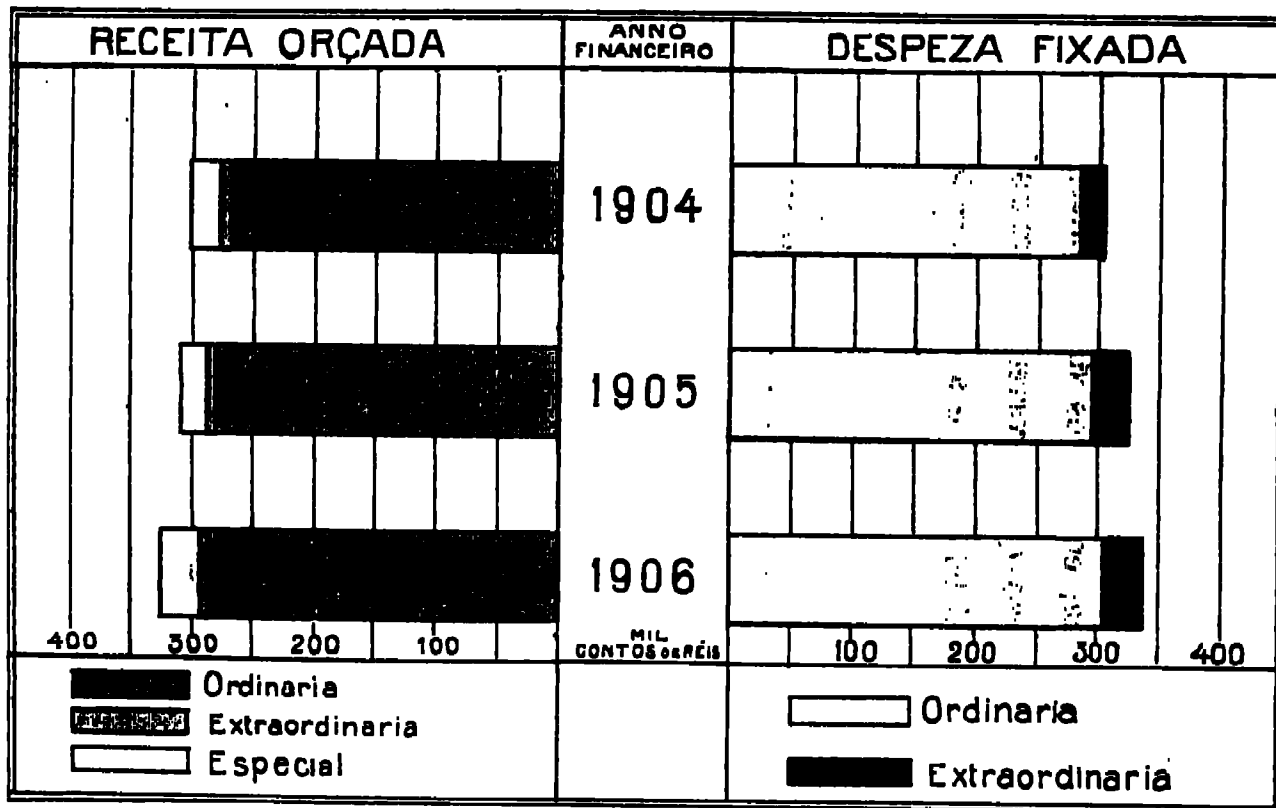 RECEITA ORÇADA
ANNO
FINANCEIRO
DESPEZA FIXADA
1904
1905
1906
400 300 200 100
MIL
CONTOS DE RÉIS
100 200 300 400
Ordinaria
Extraordinaria
Especial
Ordinaria
Extraordinaria